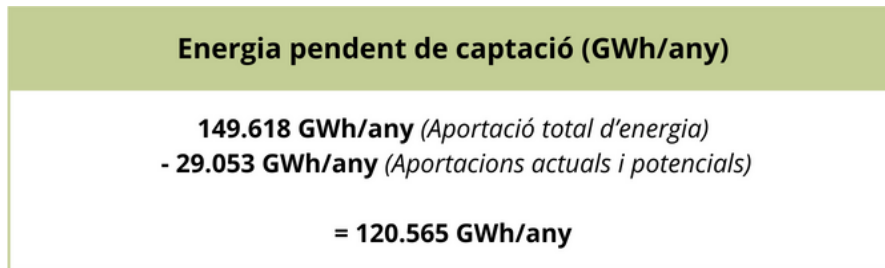 Energia pendent de captació (GWh/any)
149.618 GWh/any (Aportació total d’energia)
- 29.053 GWh/any (Aportacions actuals i potencials)
= 120.565 GWh/any